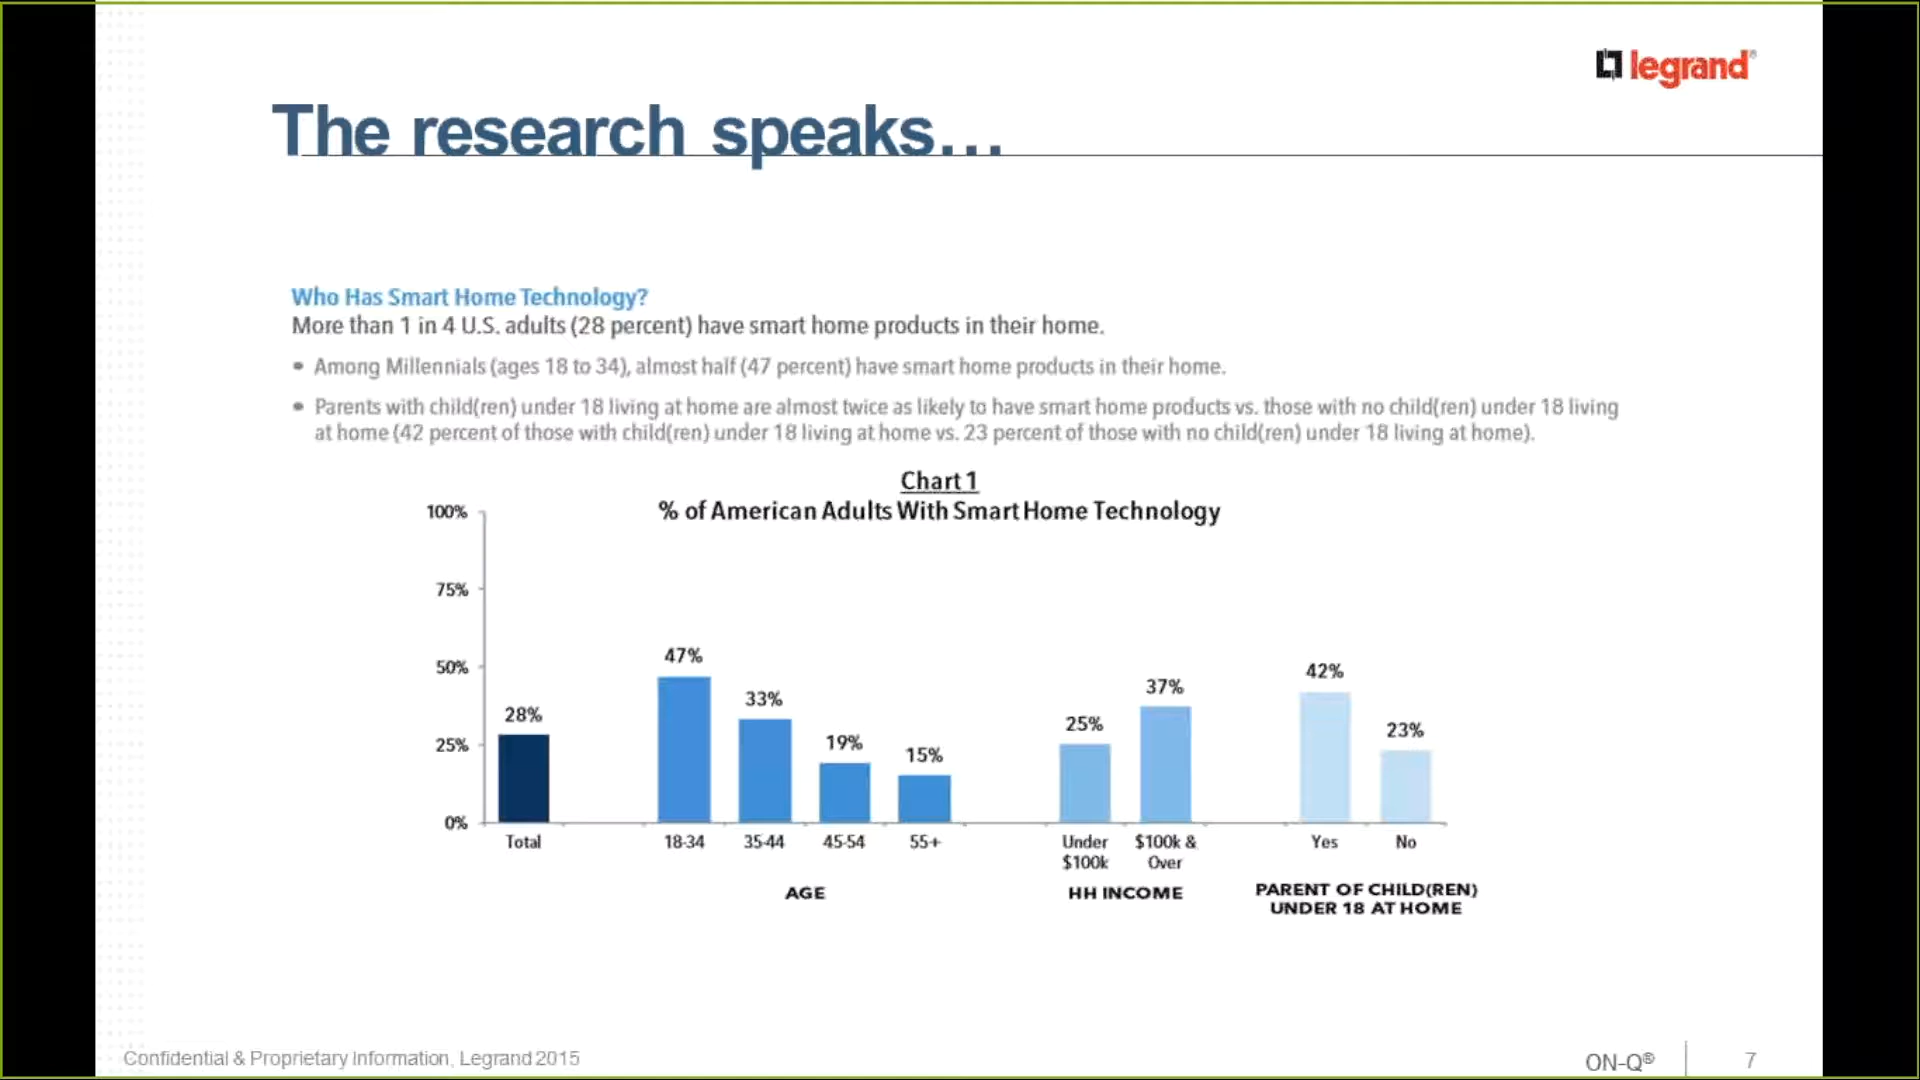 legrand®
The research speaks...
Who Has Smart Home Technology?
More than 1 in 4 U.S. adults (28 percent) have smart home products in their home.
• Among Millennials (ages 18 to 34), almost half (47 percent) have smart home products in their home.
• Parents with child(ren) under 18 living at home are almost twice as likely to have smart home products vs. those with no child(ren) under 18 living
at home (42 percent of those with child(ren) under 18 living at home vs. 23 percent of those with no child(ren) under 18 living at home).
Chart 1
% of American Adults With Smart Home Technology
100%
75%
50%
25%
0%
28%
47%
33%
19%
15%
25%
37%
42%
23%
Total
18-34
35-44
45-54
55+
Under
$100k
$100k &
Over
Yes
No
AGE
HH INCOME
PARENT OF CHILD(REN)
UNDER 18 AT HOME
Confidential & Proprietary Information, Legrand 2015
ON-Q®
7